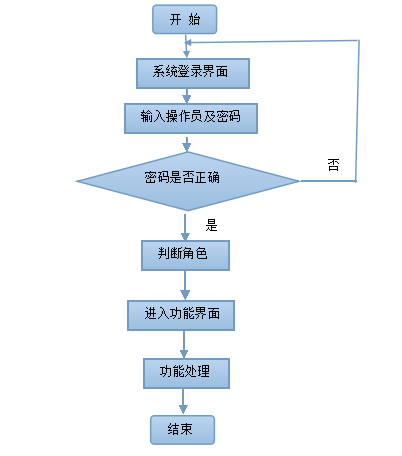 开 始
系统登录界面
输入操作员及密码
密码是否正确
否
是
判断角色
进入功能界面
功能处理
结束